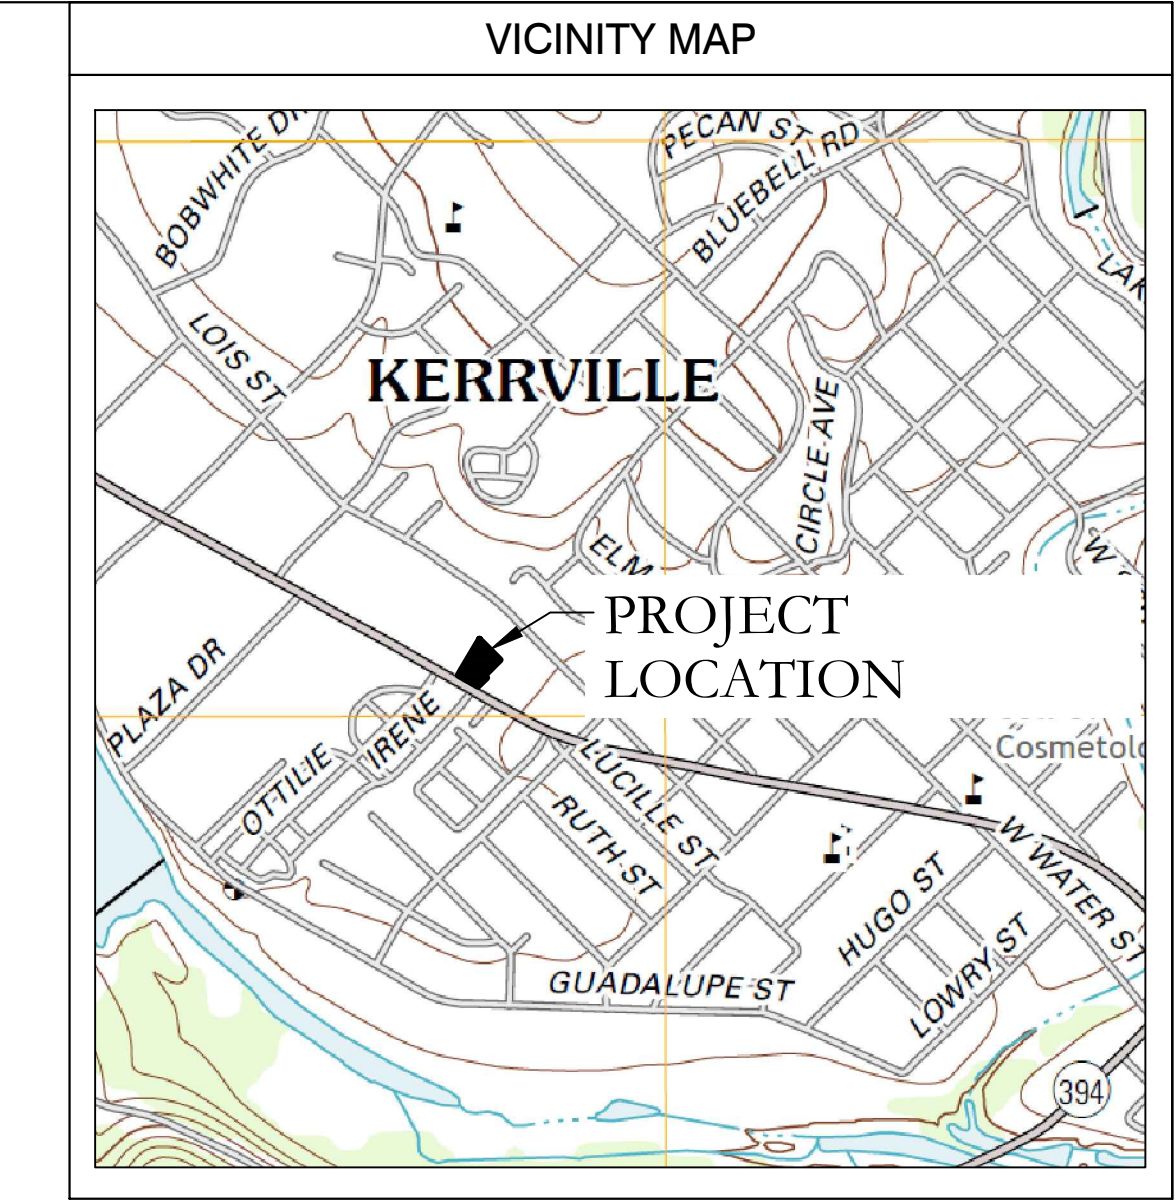 VICINITY MAP
PECAN ST
BOBWHITE DR
BLUEBELL RD
LAK
LOIS ST
KERRVILLE
CIRCLE AVE
ELM
W
PROJECT
LOCATION
PLAZA DR
IRENE
Cosmetolo
OTTILIE
LUCILLE ST
RUTH ST
W WATER ST
HUGO ST
LOWRY ST
GUADALUPE ST
394